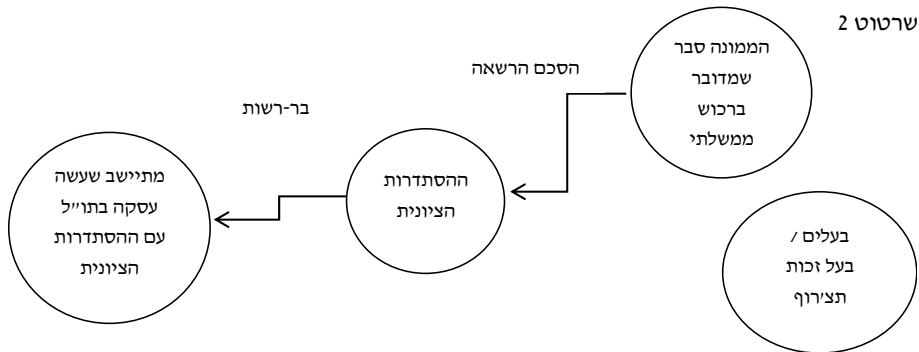 שרטוט 2
הממונה סבר
שמדובר
ברכוש
ממשלתי
הסכם הרשאה
ההסתדרות
הציונית
בר-רשות
מתיישב שעשה
עסקה בתו״ל
עם ההסתדרות
הציונית
בעלים /
בעל זכות
תצ׳רוף